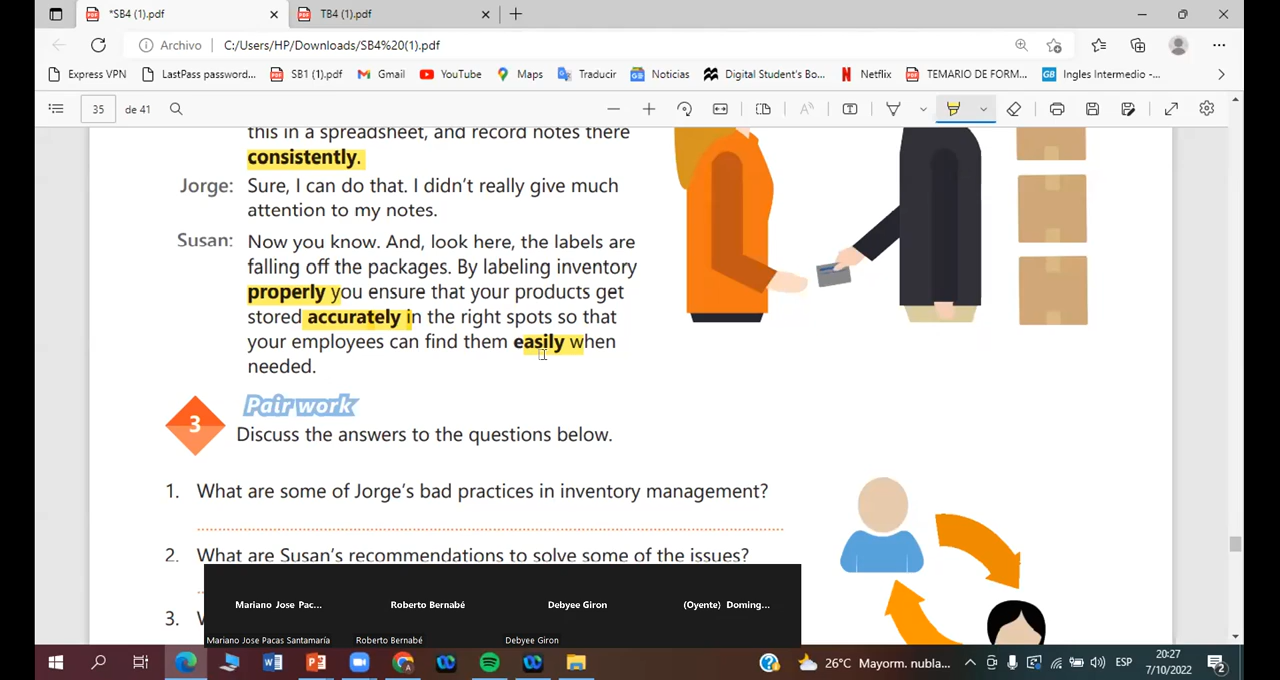 *SB4 (1).pdf
TB4 (1).pdf
Archivo
C:/Users/HP/Downloads/SB4%20(1).pdf
Express VPN
LastPass password...
SB1 (1).pdf
Gmail
YouTube
Maps
Traducir
Noticias
Digital Student's Bo...
Netflix
TEMARIO DE FORM...
Ingles Intermedio -...
35
de 41
this in a spreadsheet, and record notes there
consistently.
Jorge: Sure, I can do that. I didn't really give much
attention to my notes.
Susan: Now you know. And, look here, the labels are
falling off the packages. By labeling inventory
properly you ensure that your products get
stored accurately in the right spots so that
your employees can find them easily when
needed.
3
Pair work
Discuss the answers to the questions below.
1. What are some of Jorge's bad practices in inventory management?
2. What are Susan's recommendations to solve some of the issues?
3.
Mariano Jose Pac...
Roberto Bernabé
Debyee Giron
(Oyente) Doming...
Mariano Jose Pacas Santamaría
Roberto Bernabé
Debyee Giron
26°C Mayorm. nubla...
ESP
20:27
7/10/2022
2